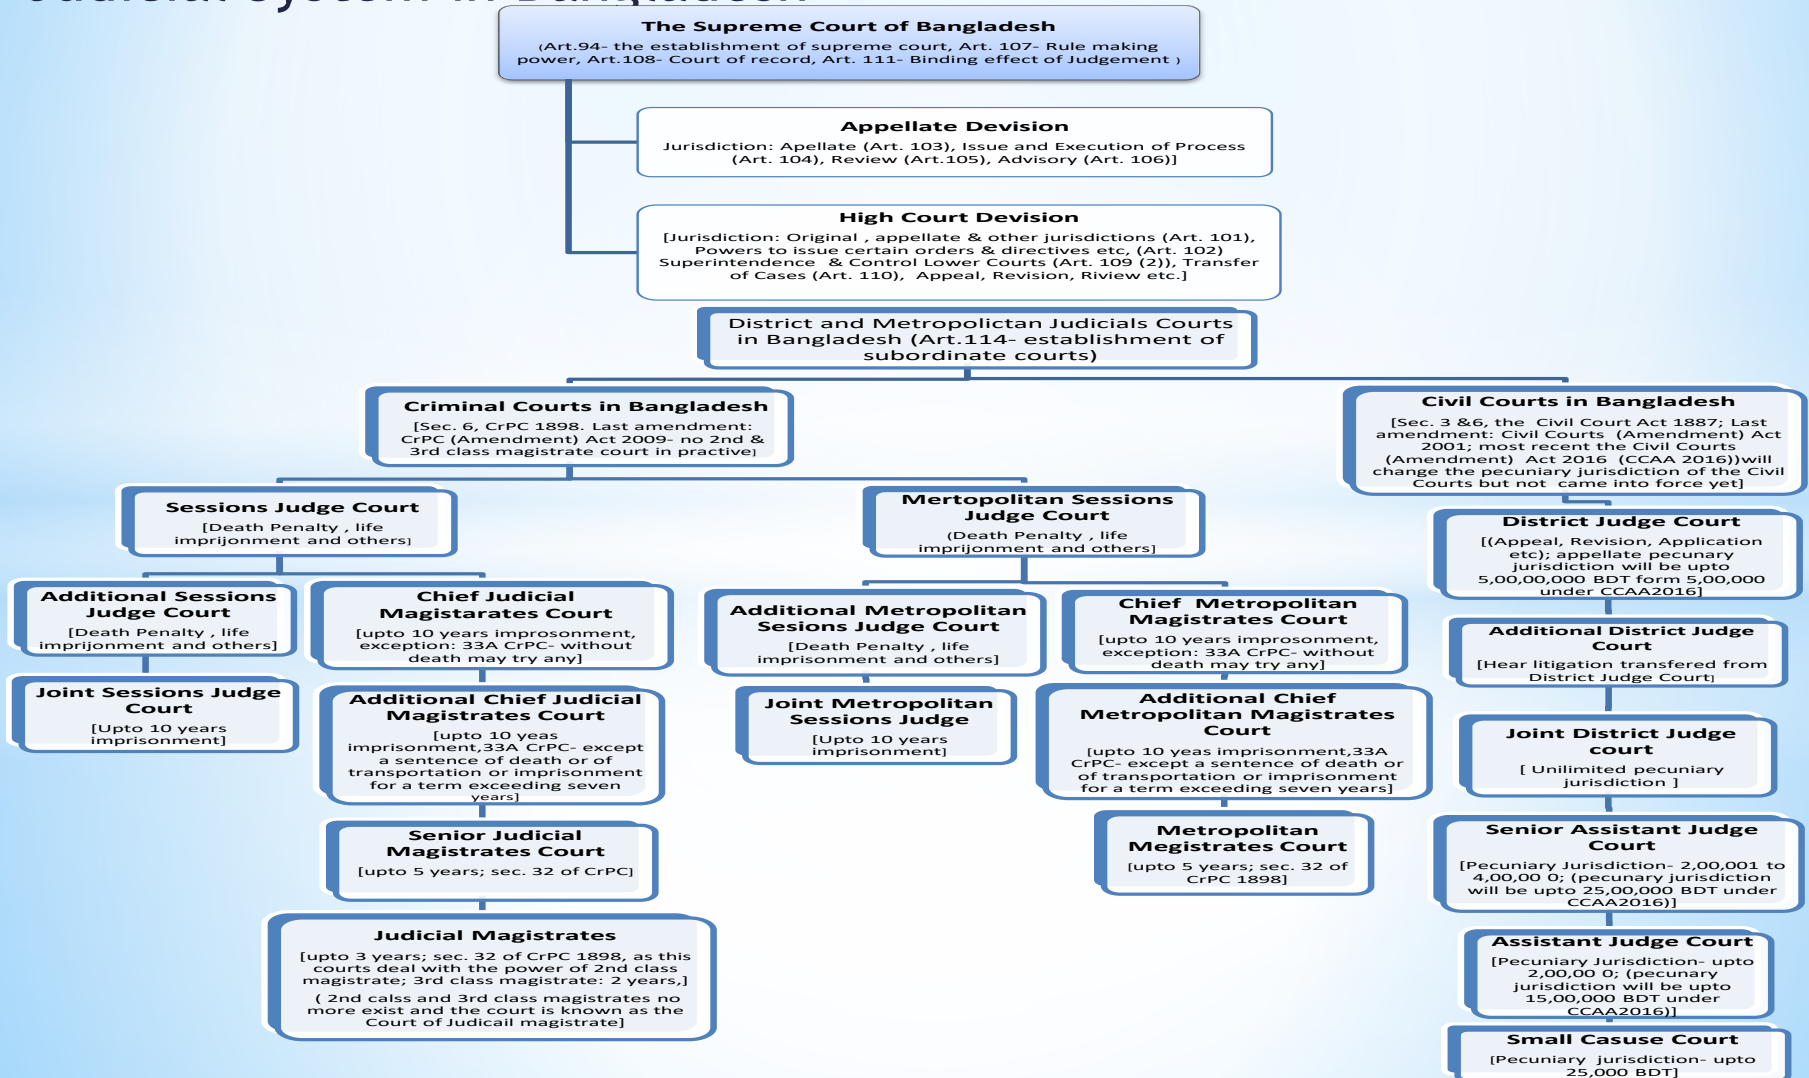 Judicial System in Bangladesh
The Supreme Court of Bangladesh
(Art.94- the establishment of supreme court, Art. 107- Rule making
power, Art.108- Court of record, Art. 111- Binding effect of Judgement )
Appellate Devision
Jurisdiction: Apellate (Art. 103), Issue and Execution of Process
(Art. 104), Review (Art.105), Advisory (Art. 106)]
High Court Devision
[Jurisdiction: Original , appellate & other jurisdictions (Art. 101),
Powers to issue certain orders & directives etc, (Art. 102)
Superintendence & Control Lower Courts (Art. 109 (2)), Transfer
of Cases (Art. 110), Appeal, Revision, Riview etc.]
District and Metropolictan Judicials Courts
in Bangladesh (Art.114- establishment of
subordinate courts)
Criminal Courts in Bangladesh
[Sec. 6, CrPC 1898. Last amendment:
CrPC (Amendment) Act 2009- no 2nd &
3rd class magistrate court in practive]
Civil Courts in Bangladesh
[Sec. 3 &6, the Civil Court Act 1887; Last
amendment: Civil Courts (Amendment) Act
2001; most recent the Civil Courts
(Amendment) Act 2016 (CCAA 2016))will
change the pecuniary jurisdiction of the Civil
Courts but not came into force yet]
Sessions Judge Court
[Death Penalty , life
imprijonment and others]
Mertopolitan Sessions
Judge Court
(Death Penalty , life
imprijonment and others]
District Judge Court
[(Appeal, Revision, Application
etc); appellate pecunary
jurisdiction will be upto
5,00,00,000 BDT form 5,00,000
under CCAA2016]
Additional Sessions
Judge Court
[Death Penalty , life
imprijonment and others]
Chief Judicial
Magistarates Court
[upto 10 years improsonment,
exception: 33A CrPC- without
death may try any]
Additional Metropolitan
Sesions Judge Court
[Death Penalty , life
imprisonment and others]
Chief Metropolitan
Magistrates Court
[upto 10 years improsonment,
exception: 33A CrPC- without
death may try any]
Additional District Judge
Court
[Hear litigation transfered from
District Judge Court]
Joint Sessions Judge
Court
[Upto 10 years
imprisonment]
Additional Chief Judicial
Magistrates Court
[upto 10 yeas
imprisonment,33A CrPC- except
a sentence of death or of
transportation or imprisonment
for a term exceeding seven
years]
Joint Metropolitan
Sessions Judge
[Upto 10 years
imprisonment]
Additional Chief
Metropolitan Magistrates
Court
[upto 10 yeas imprisonment,33A
CrPC- except a sentence of death or
of transportation or imprisonment
for a term exceeding seven years]
Joint District Judge
court
[ Unilimited pecuniary
jurisdiction ]
Senior Judicial
Magistrates Court
[upto 5 years; sec. 32 of CrPC]
Metropolitan
Megistrates Court
[upto 5 years; sec. 32 of
CrPC 1898]
Senior Assistant Judge
Court
[Pecuniary Jurisdiction- 2,00,001 to
4,00,00 0; (pecunary jurisdiction
will be upto 25,00,000 BDT under
CCAA2016)]
Judicial Magistrates
[upto 3 years; sec. 32 of CrPC 1898, as this
courts deal with the power of 2nd class
magistrate; 3rd class magistrate: 2 years,]
( 2nd calss and 3rd class magistrates no
more exist and the court is known as the
Court of Judicail magistrate]
Assistant Judge Court
[Pecuniary Jurisdiction- upto
2,00,00 0; (pecunary
jurisdiction will be upto
15,00,000 BDT under
CCAA2016)]
Small Casuse Court
[Pecuniary jurisdiction- upto
25,000 BDT]